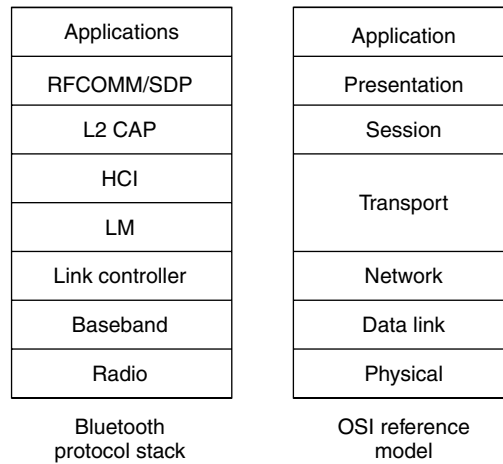 Applications
RFCOMM/SDP
L2 CAP
HCI
LM
Link controller
Baseband
Radio
Bluetooth
protocol stack
Application
Presentation
Session
Transport
Network
Data link
Physical
OSI reference
model